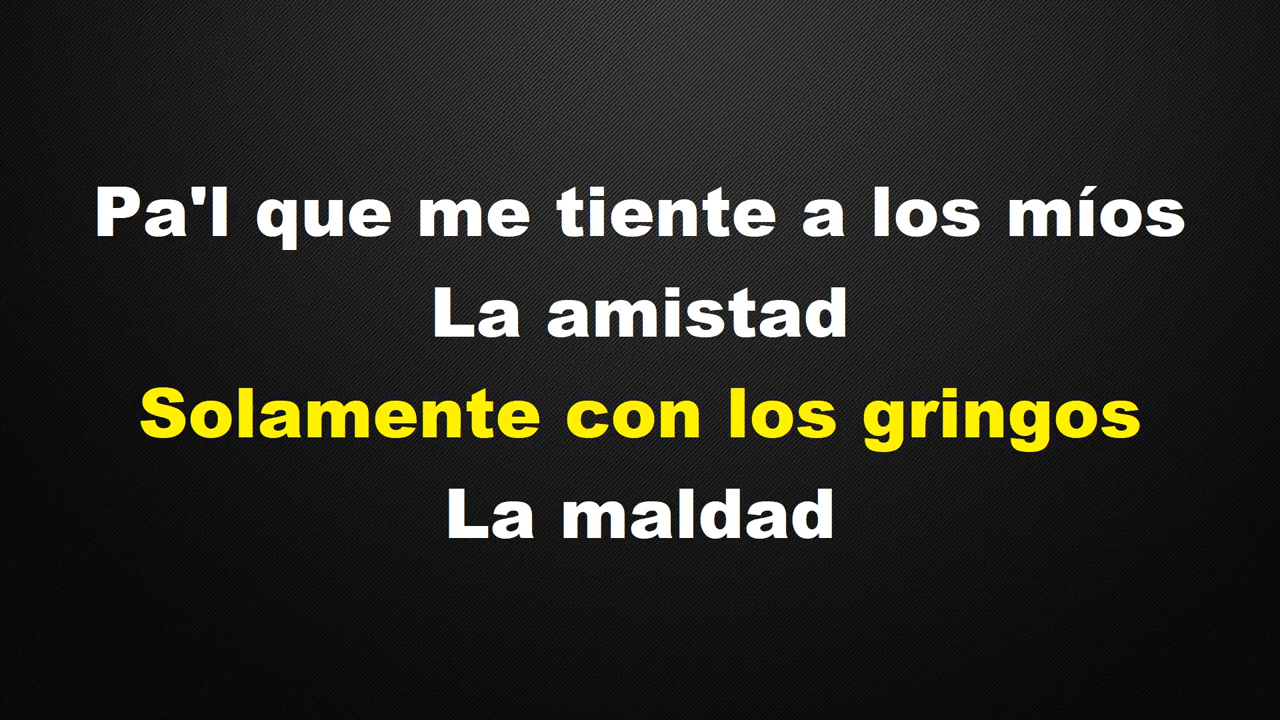 Pa'l que me tiente a los míos
La amistad
Solamente con los gringos
La maldad